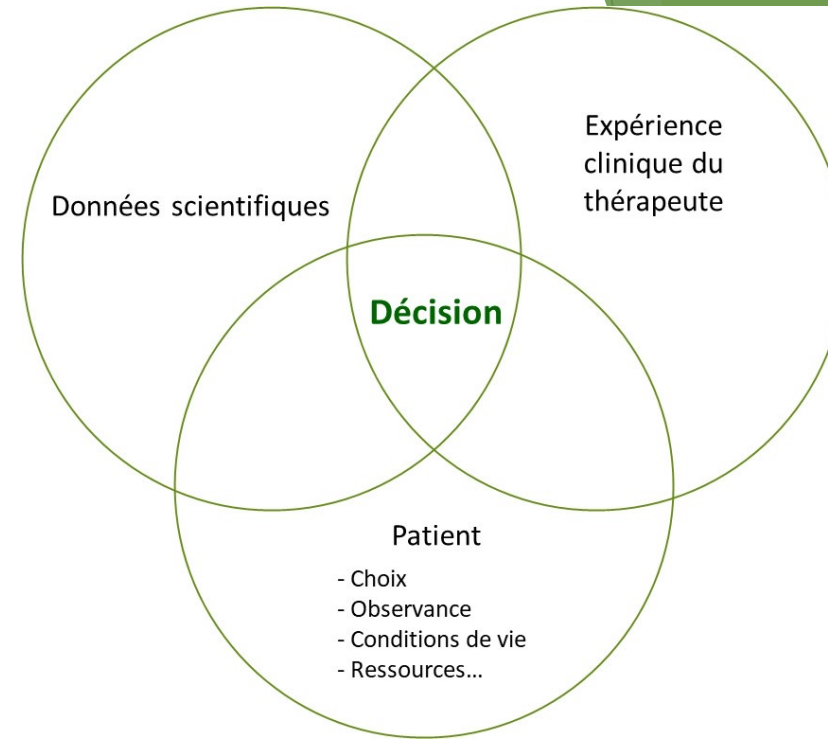 Données scientifiques
Expérience
clinique du
thérapeute
Décision
Patient
- Choix
- Observance
- Conditions de vie
- Ressources...